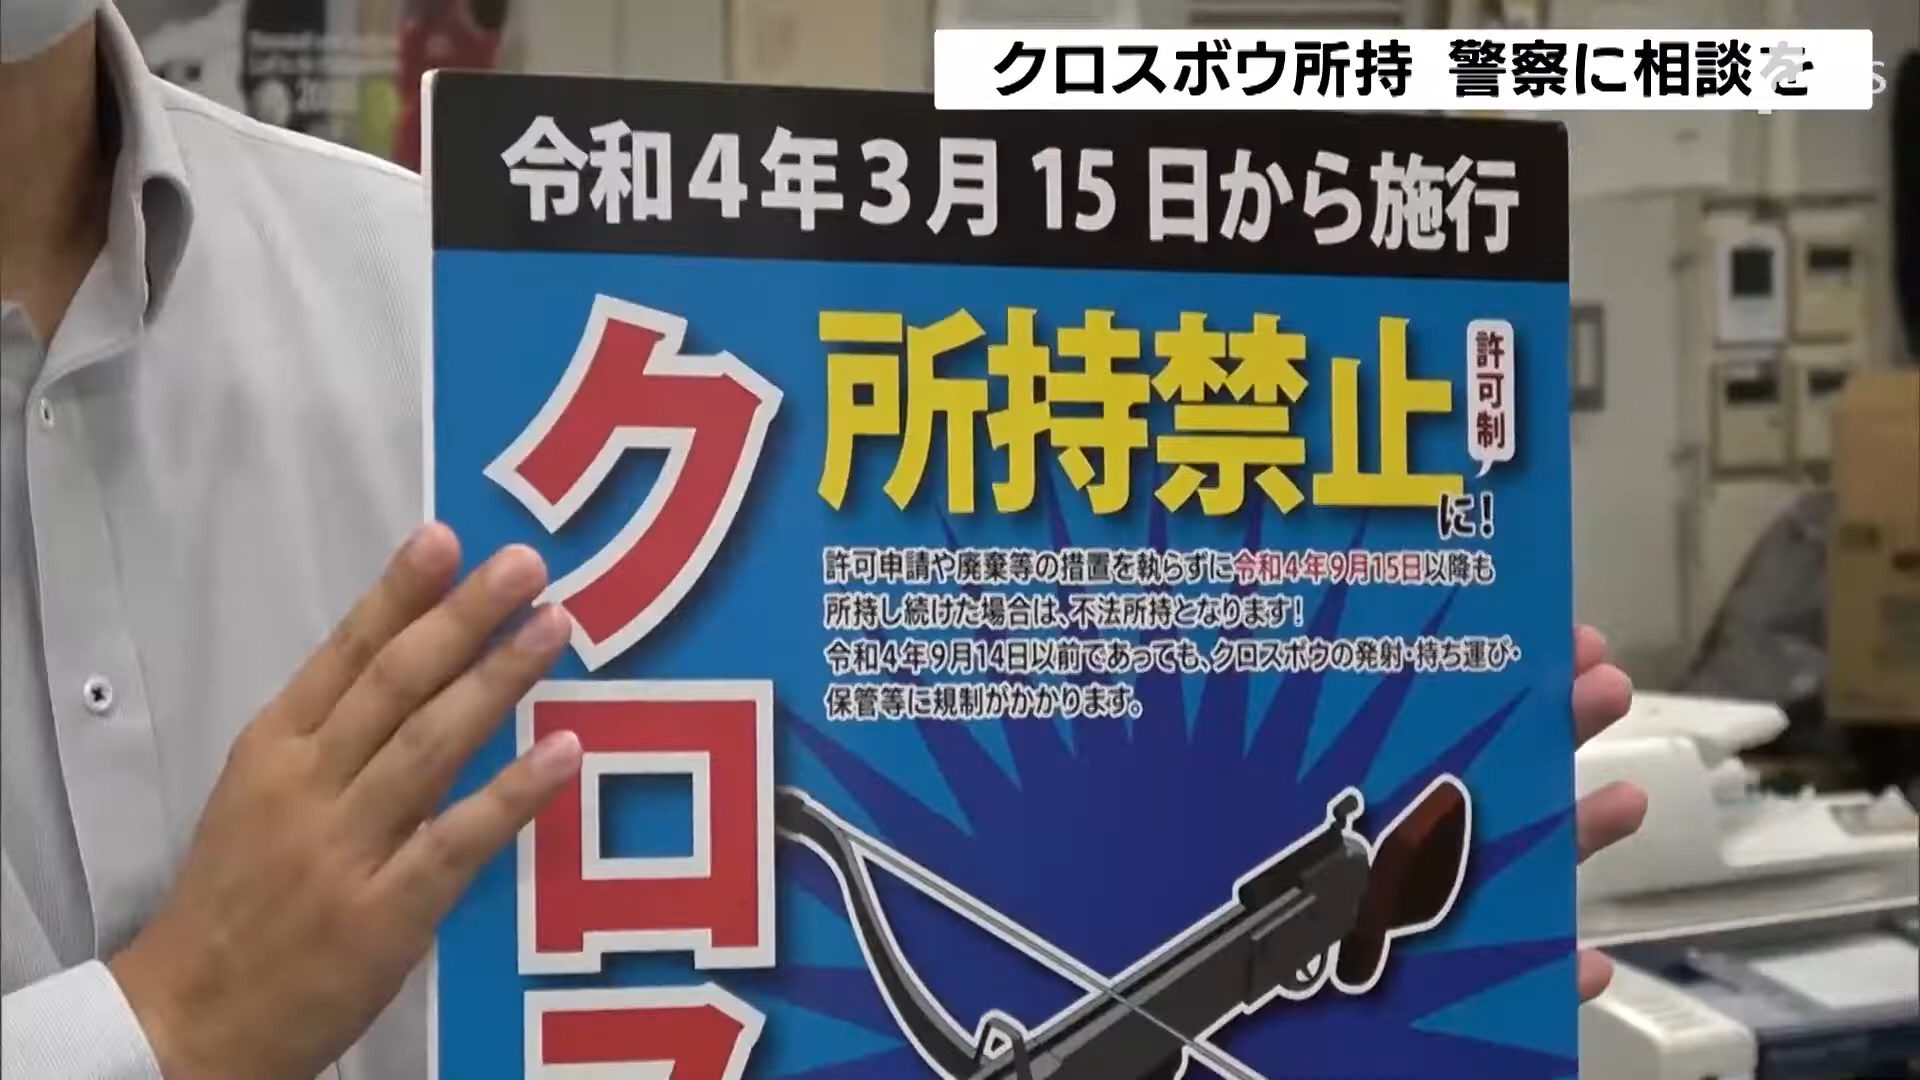 クロスボウ所持 警察に相談を
令和4年3月15日から施行
クロス
所持禁止
許可制
に!
許可申請や廃棄等の措置を執らずに令和4年9月15日以降も
所持し続けた場合は、不法所持となります!
令和4年9月14日以前であっても、クロスボウの発射・持ち運び・
保管等に規制がかかります。